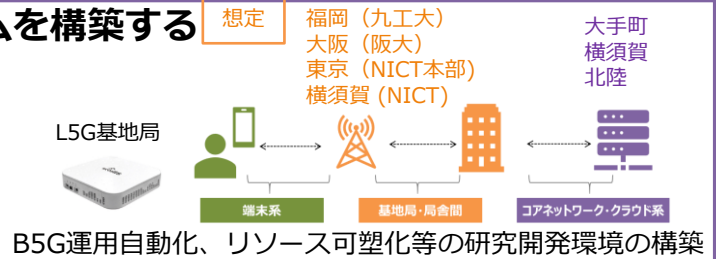 ムを構築する
想定
福岡（九工大）
大阪（阪大）
東京（NICT本部)
横須賀 (NICT)
大手町
横須賀
北陸
L5G基地局
端末系
基地局・局舎間
コアネットワーク・クラウド系
B5G運用自動化、リソース可塑化等の研究開発環境の構築